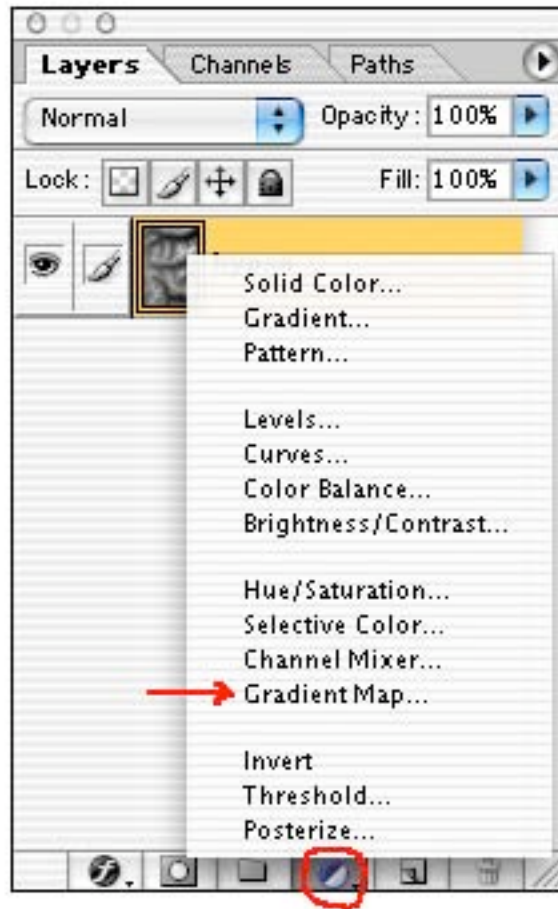 Layers Channels Paths
Normal Opacity: 100%
Lock: Fill: 100%
Solid Color...
Gradient...
Pattern...
Levels...
Curves...
Color Balance...
Brightness/Contrast...
Hue/Saturation...
Selective Color...
Channel Mixer...
Gradient Map...
Invert
Threshold...
Posterize...